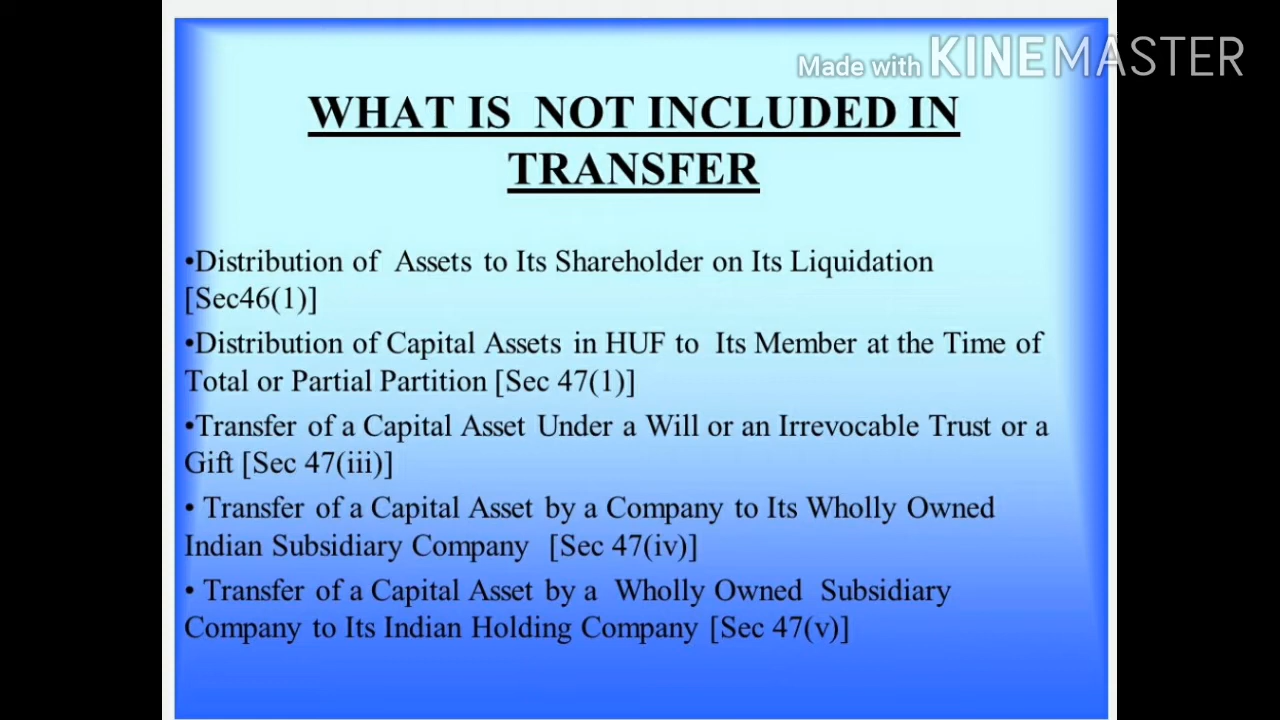 Made with KINEMASTER
WHAT IS NOT INCLUDED IN
TRANSFER
•Distribution of Assets to Its Shareholder on Its Liquidation
[Sec46(1)]
•Distribution of Capital Assets in HUF to Its Member at the Time of
Total or Partial Partition [Sec 47(1)]
•Transfer of a Capital Asset Under a Will or an Irrevocable Trust or a
Gift [Sec 47(iii)]
• Transfer of a Capital Asset by a Company to Its Wholly Owned
Indian Subsidiary Company [Sec 47(iv)]
• Transfer of a Capital Asset by a Wholly Owned Subsidiary
Company to Its Indian Holding Company [Sec 47(v)]